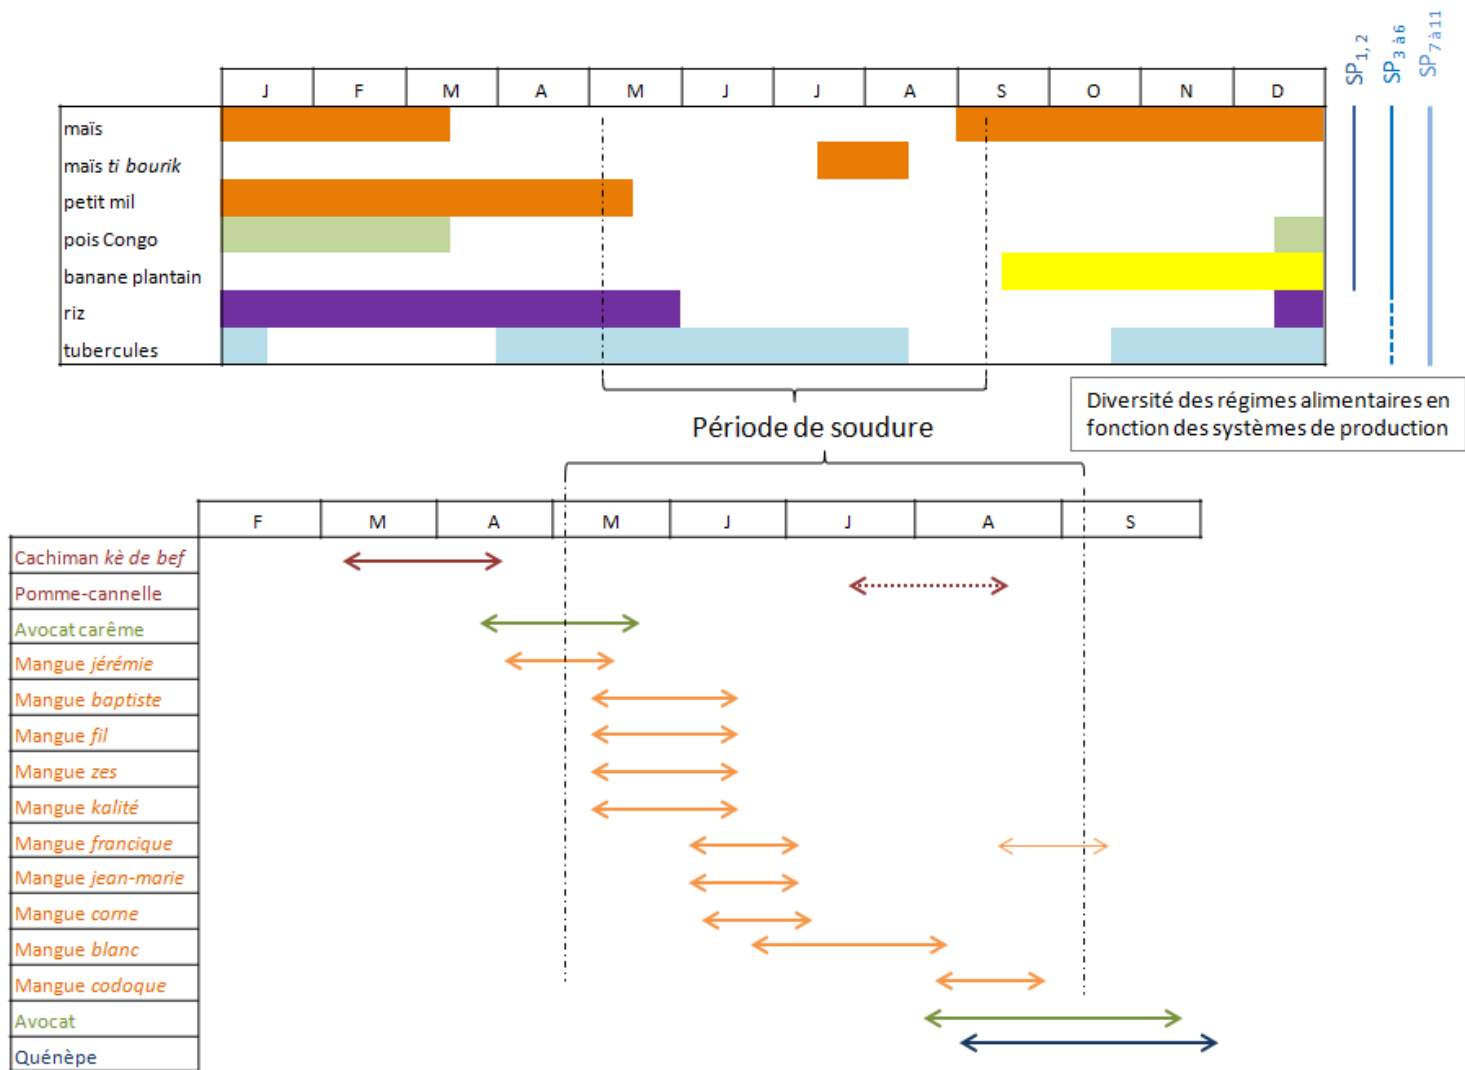 SP1, 2
SP3 à 6
SP7 à 11
J F M A M J J A S O N D
maïs
maïs ti bourik
petit mil
pois Congo
banane plantain
riz
tubercules
Période de soudure
Diversité des régimes alimentaires en
fonction des systèmes de production
F M A M J J A S
Cachiman kè de bef
Pomme-cannelle
Avocat carême
Mangue jérémie
Mangue baptiste
Mangue fil
Mangue zes
Mangue kalité
Mangue francique
Mangue jean-marie
Mangue corne
Mangue blanc
Mangue codoque
Avocat
Quénèpe